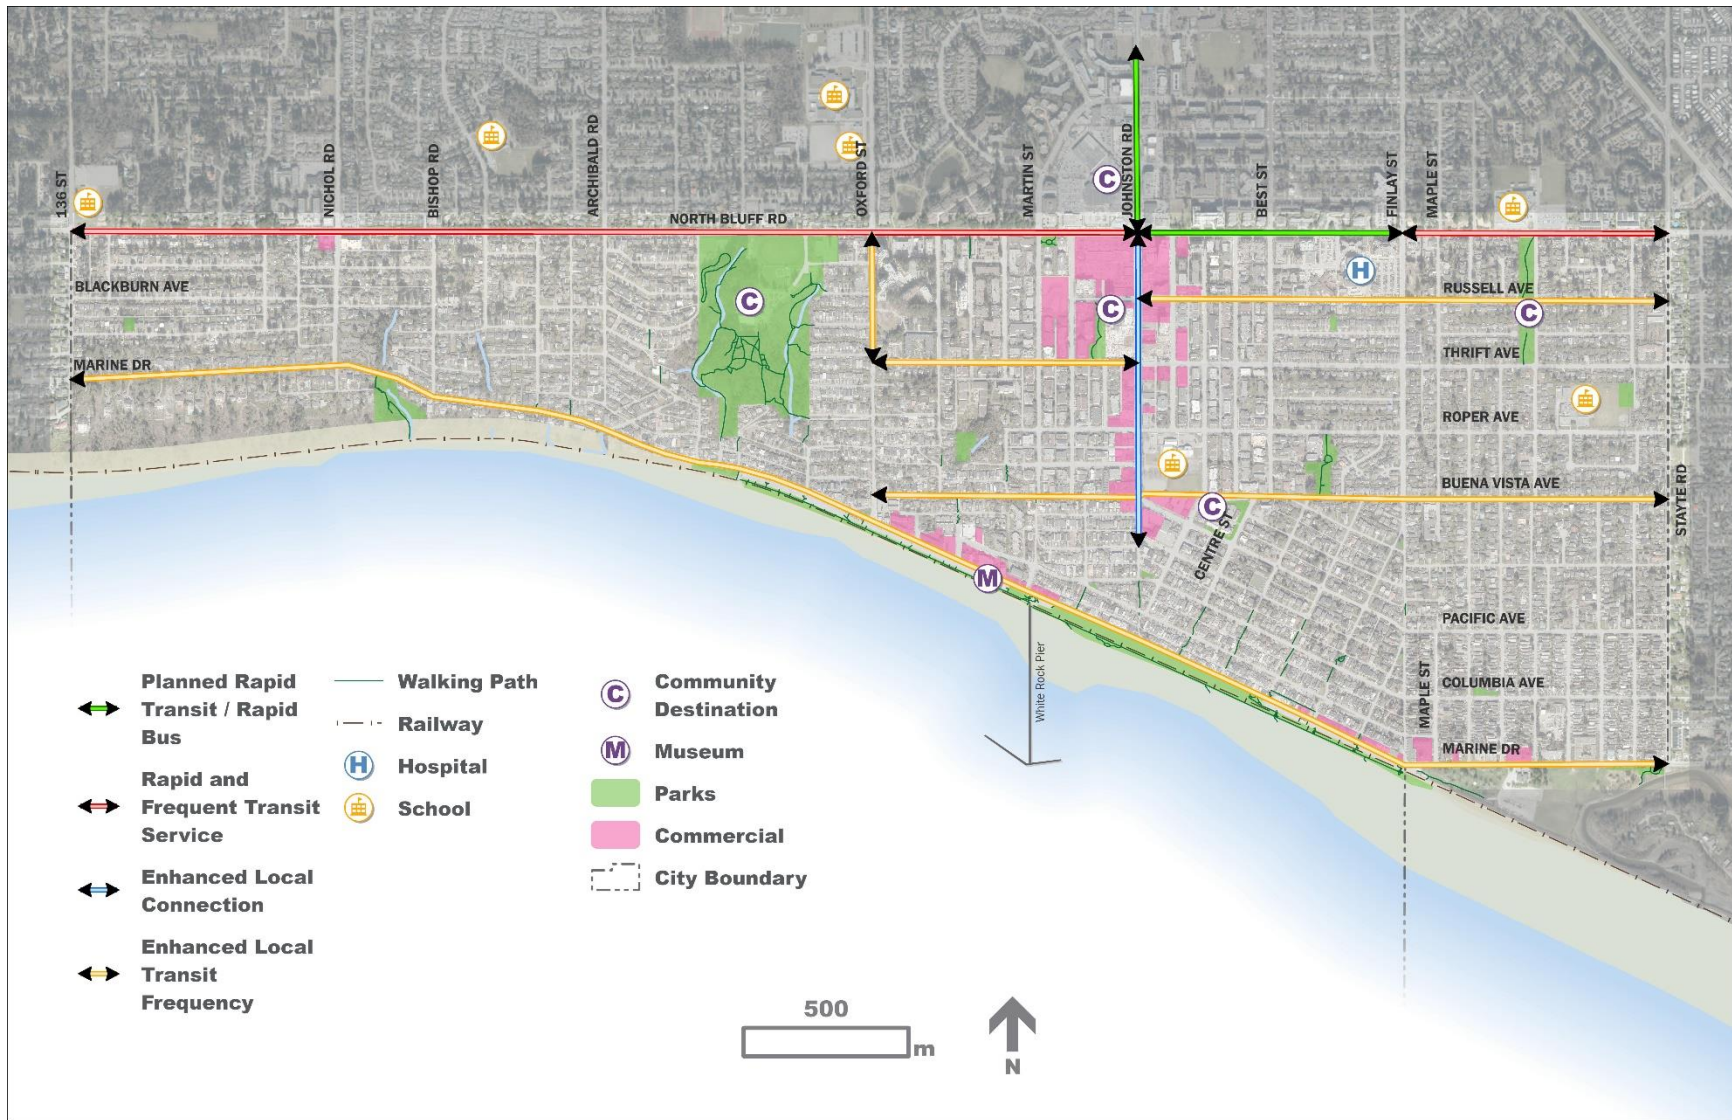 136 ST
NICHOL RD
BISHOP RD
ARCHIBALD RD
NORTH BLUFF RD
OXFORD ST
MARTIN ST
JOHNSTON RD
BEST ST
FINLAY ST
MAPLE ST
C
H
BLACKBURN AVE
C
C
RUSSELL AVE
C
THRIFT AVE
MARINE DR
ROPER AVE
BUENA VISTA AVE
C
STAYTE RD
CENTRE ST
M
PACIFIC AVE
White Rock Pier
COLUMBIA AVE
MAPLE ST
MARINE DR
Planned Rapid
Transit / Rapid
Bus
Rapid and
Frequent Transit
Service
Enhanced Local
Connection
Enhanced Local
Transit
Frequency
Walking Path
Railway
H
Hospital
School
C
Community
Destination
M
Museum
Parks
Commercial
City Boundary
500
m
N